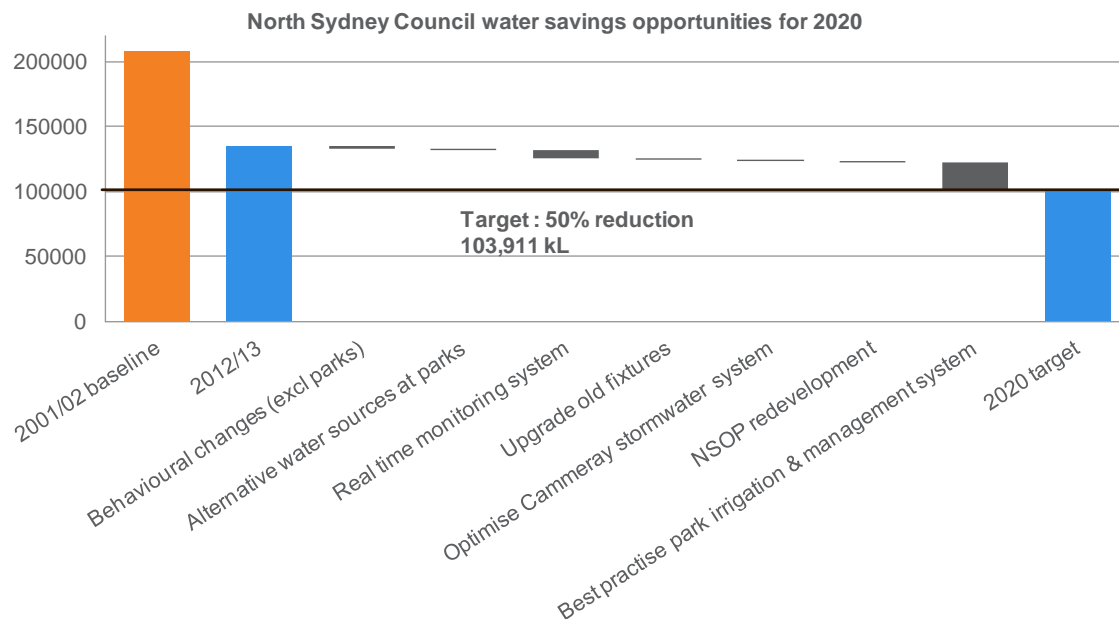 North Sydney Council water savings opportunities for 2020
200000
150000
100000
50000
0
Target : 50% reduction
103,911 kL
2001/02 baseline
2012/13
Behavioural changes (excl parks)
Alternative water sources at parks
Real time monitoring system
Upgrade old fixtures
Optimise Cammeray stormwater system
NSOP redevelopment
Best practise park irrigation & management system
2020 target